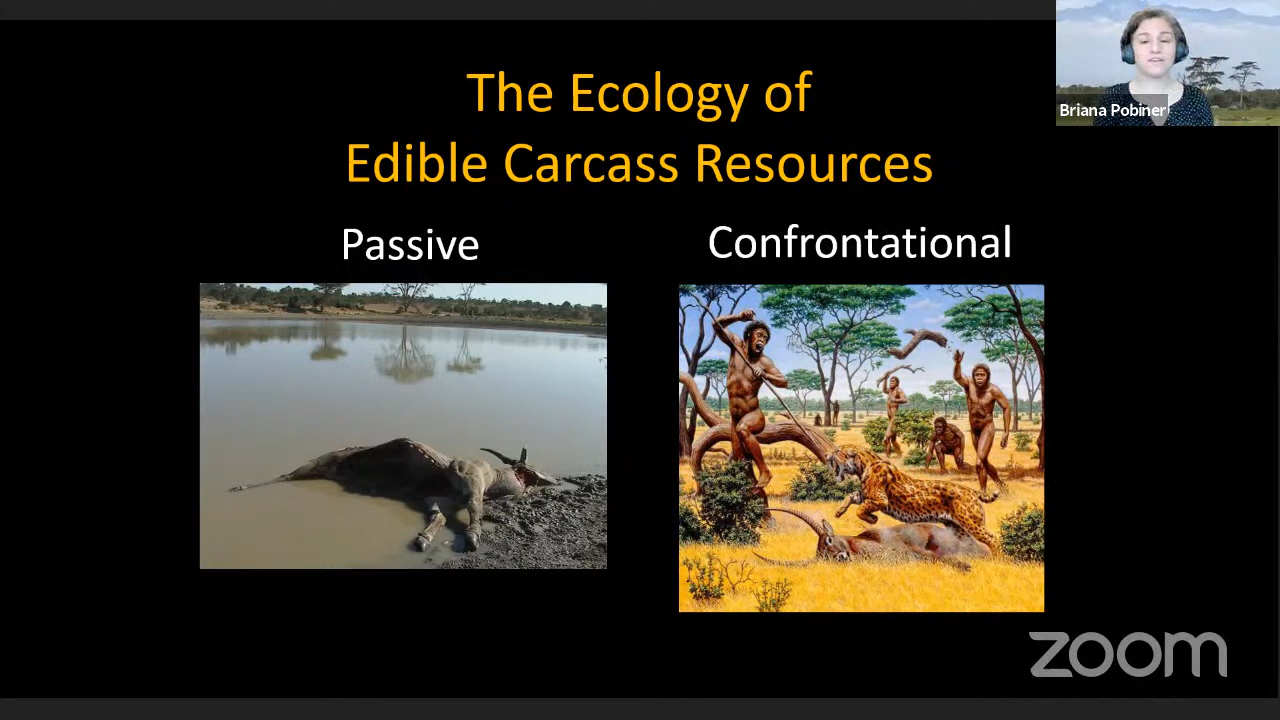 The Ecology of
Edible Carcass Resources
Briana Pobiner
Passive
Confrontational
zoom